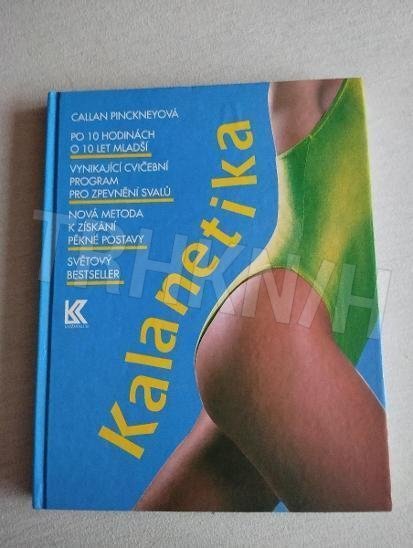 CALLAN PINCKNEYOVÁ
PO 10 HODINÁCH
O 10 LET MLADŠÍ
VYNIKAJÍCÍ CVIČEBNÍ
PROGRAM
PRO ZPEVNĚNÍ SVALŮ
NOVÁ METODA
K ZÍSKÁNÍ
PĚKNÉ POSTAVY
SVĚTOVÝ
BESTSELLER
Kalanetika
TRHKNIH